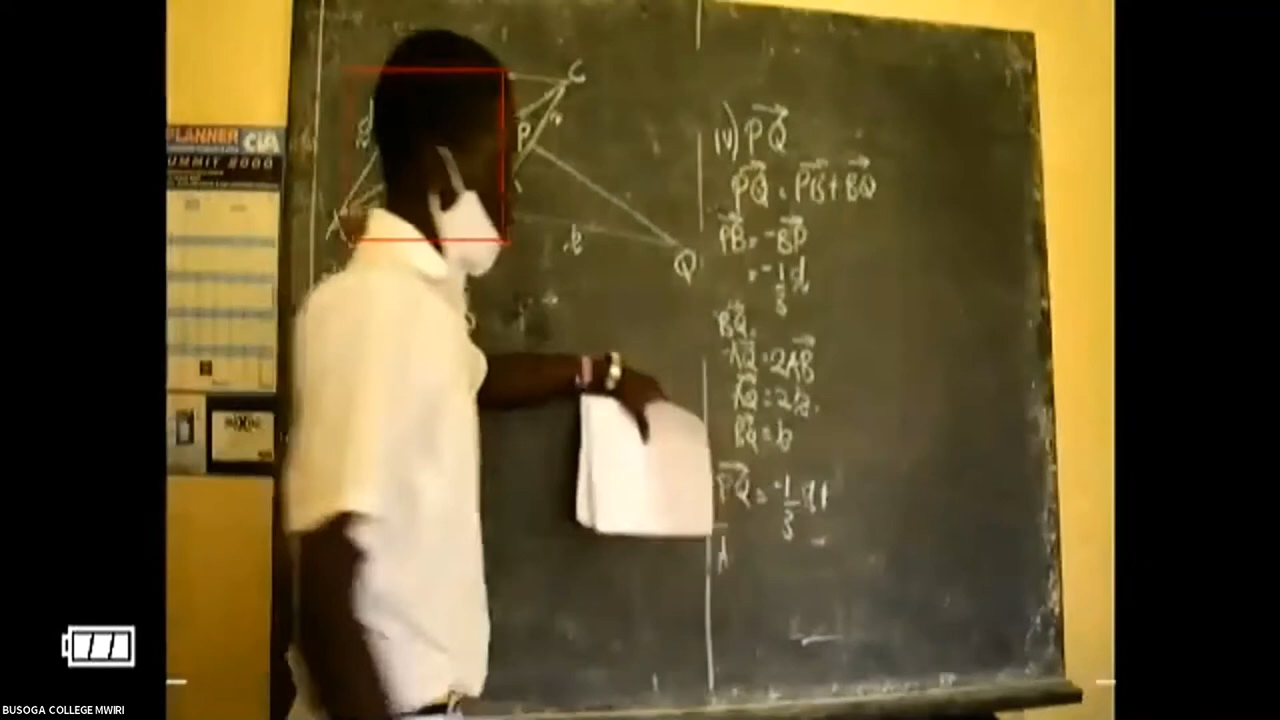 PLANNER CIA
SUMMIT 2000
C
P
b
Q
iv) PQ
PQ = PB + BQ
PB = -BP
= -1/3 d
BQ.
AQ = 2AB
AQ = 2b.
BQ = b
PQ = -1/3 d +
A
BUSOGA COLLEGE MWIRI